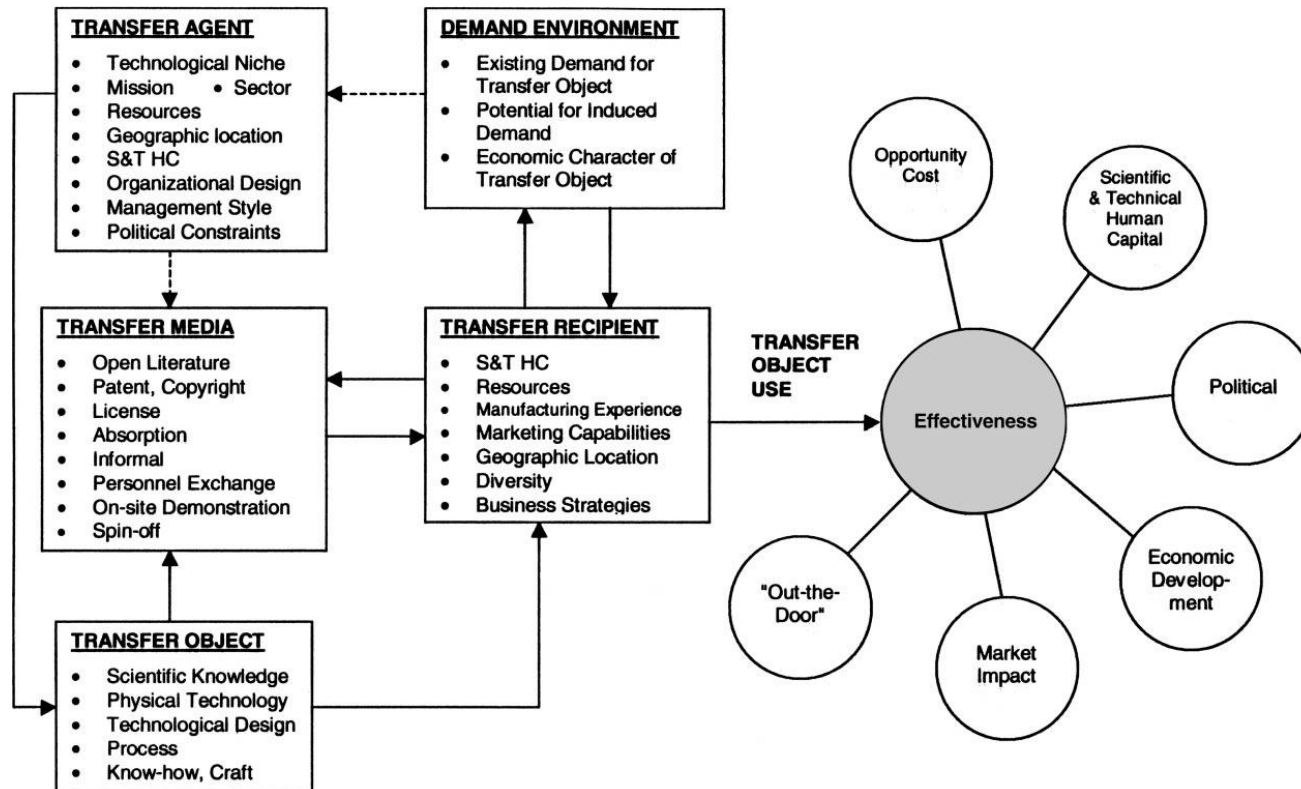 TRANSFER AGENT
• Technological Niche
• Mission • Sector
• Resources
• Geographic location
• S&T HC
• Organizational Design
• Management Style
• Political Constraints
DEMAND ENVIRONMENT
• Existing Demand for
Transfer Object
• Potential for Induced
Demand
• Economic Character of
Transfer Object
TRANSFER MEDIA
• Open Literature
• Patent, Copyright
• License
• Absorption
• Informal
• Personnel Exchange
• On-site Demonstration
• Spin-off
TRANSFER RECIPIENT
• S&T HC
• Resources
• Manufacturing Experience
• Marketing Capabilities
• Geographic Location
• Diversity
• Business Strategies
TRANSFER OBJECT
• Scientific Knowledge
• Physical Technology
• Technological Design
• Process
• Know-how, Craft
TRANSFER
OBJECT
USE
Effectiveness
Opportunity
Cost
Scientific
& Technical
Human
Capital
Political
Economic
Develop-
ment
Market
Impact
"Out-the-
Door"